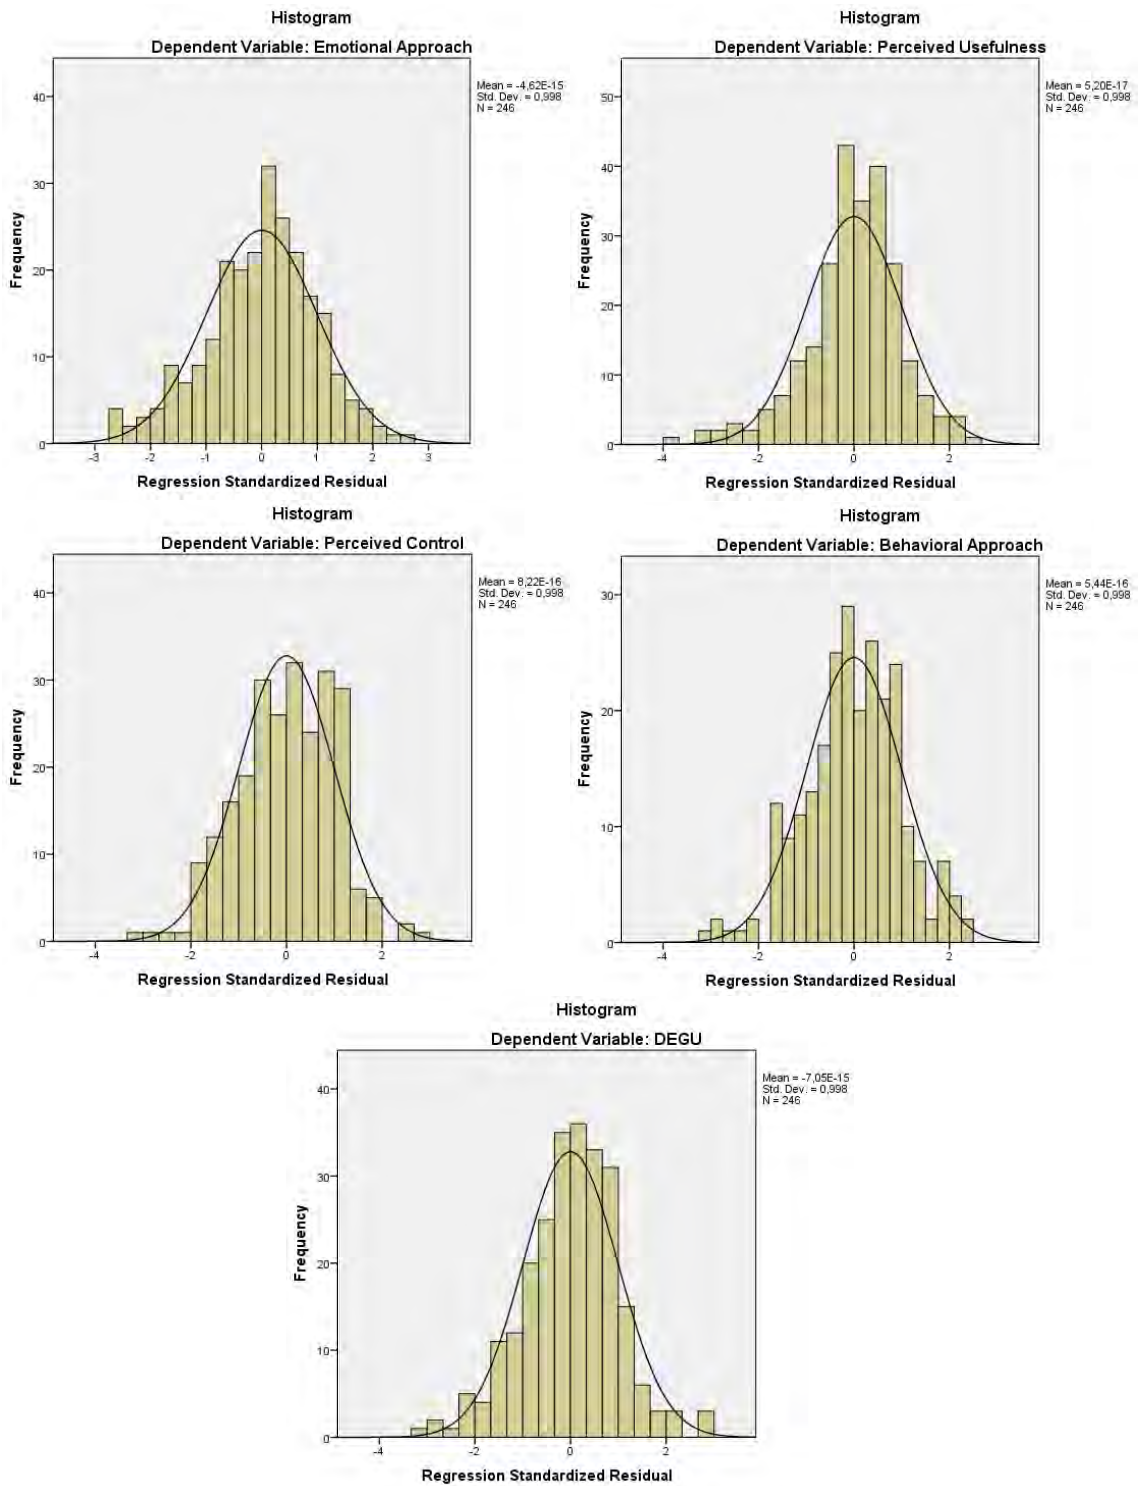 Histogram
Dependent Variable: Emotional Approach
Mean = -4,62E-15
Std. Dev. = 0,998
N = 246
Frequency
40
30
20
10
0
-3 -2 -1 0 1 2 3
Regression Standardized Residual
Histogram
Dependent Variable: Perceived Usefulness
Mean = 5,20E-17
Std. Dev. = 0,998
N = 246
Frequency
50
40
30
20
10
0
-4 -2 0 2
Regression Standardized Residual
Histogram
Dependent Variable: Perceived Control
Mean = 8,22E-16
Std. Dev. = 0,998
N = 246
Frequency
40
30
20
10
0
-4 -2 0 2
Regression Standardized Residual
Histogram
Dependent Variable: Behavioral Approach
Mean = 5,44E-16
Std. Dev. = 0,998
N = 246
Frequency
30
20
10
0
-4 -2 0 2
Regression Standardized Residual
Histogram
Dependent Variable: DEGU
Mean = -7,05E-15
Std. Dev. = 0,998
N = 246
Frequency
40
30
20
10
0
-4 -2 0 2
Regression Standardized Residual